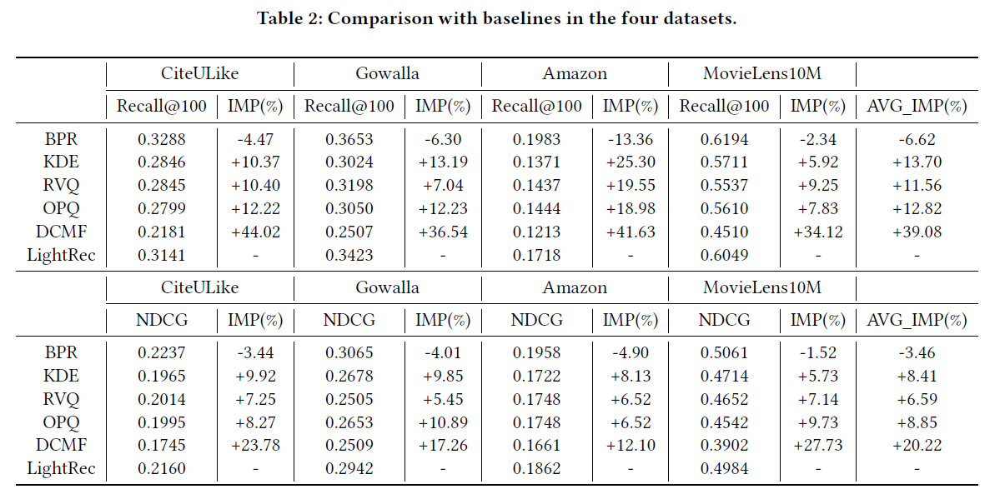 Table 2: Comparison with baselines in the four datasets.
CiteULike Gowalla Amazon MovieLens10M
Recall@100 IMP(%) Recall@100 IMP(%) Recall@100 IMP(%) Recall@100 IMP(%) AVG_IMP(%)
BPR 0.3288 -4.47 0.3653 -6.30 0.1983 -13.36 0.6194 -2.34 -6.62
KDE 0.2846 +10.37 0.3024 +13.19 0.1371 +25.30 0.5711 +5.92 +13.70
RVQ 0.2845 +10.40 0.3198 +7.04 0.1437 +19.55 0.5537 +9.25 +11.56
OPQ 0.2799 +12.22 0.3050 +12.23 0.1444 +18.98 0.5610 +7.83 +12.82
DCMF 0.2181 +44.02 0.2507 +36.54 0.1213 +41.63 0.4510 +34.12 +39.08
LightRec 0.3141 - 0.3423 - 0.1718 - 0.6049 - -
CiteULike Gowalla Amazon MovieLens10M
NDCG IMP(%) NDCG IMP(%) NDCG IMP(%) NDCG IMP(%) AVG_IMP(%)
BPR 0.2237 -3.44 0.3065 -4.01 0.1958 -4.90 0.5061 -1.52 -3.46
KDE 0.1965 +9.92 0.2678 +9.85 0.1722 +8.13 0.4714 +5.73 +8.41
RVQ 0.2014 +7.25 0.2505 +5.45 0.1748 +6.52 0.4652 +7.14 +6.59
OPQ 0.1995 +8.27 0.2653 +10.89 0.1748 +6.52 0.4542 +9.73 +8.85
DCMF 0.1745 +23.78 0.2509 +17.26 0.1661 +12.10 0.3902 +27.73 +20.22
LightRec 0.2160 - 0.2942 - 0.1862 - 0.4984 - -